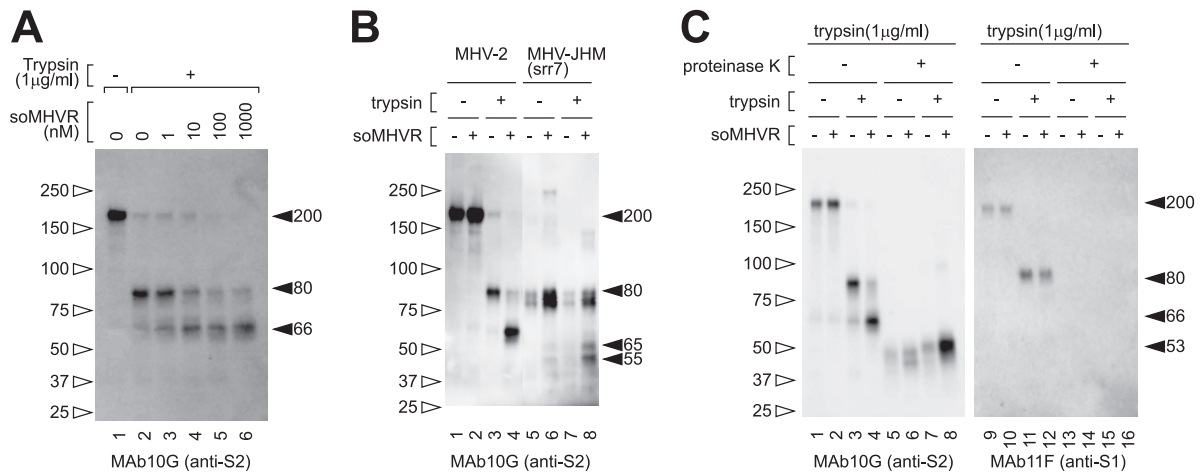 A
Trypsin
(1μg/ml)
- +
soMHVR
(nM)
0 0 1 10 100 1000
250
150
100
75
50
37
25
200
80
66
1 2 3 4 5 6
MAb10G (anti-S2)
B
MHV-2 MHV-JHM
(srr7)
trypsin - + - +
soMHVR - + - + - + - +
250
150
100
75
50
37
25
200
80
65
55
1 2 3 4 5 6 7 8
MAb10G (anti-S2)
C
trypsin(1μg/ml) trypsin(1μg/ml)
proteinase K - + - +
trypsin - + - + - + - +
soMHVR - + - + - + - + - + - + - + - +
250
150
100
75
50
37
25
200
80
66
53
1 2 3 4 5 6 7 8 9 10 11 12 13 14 15 16
MAb10G (anti-S2) MAb11F (anti-S1)